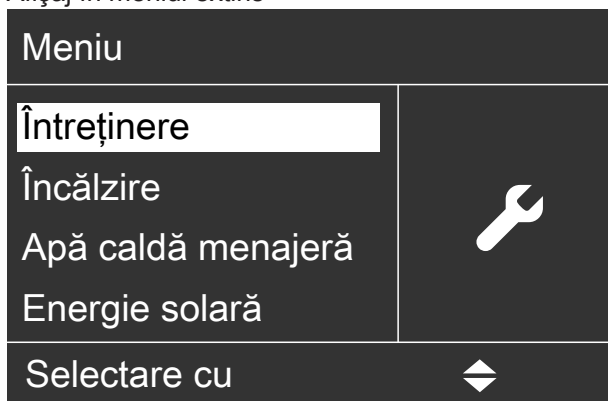 Meniu
Întreținere
Încălzire
Apă caldă menajeră
Energie solară
Selectare cu